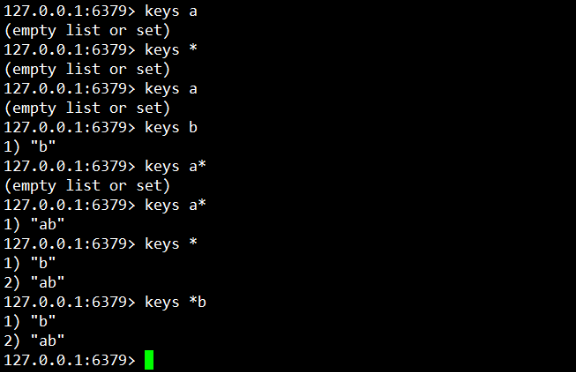 127.0.0.1:6379> keys a
(empty list or set)
127.0.0.1:6379> keys *
(empty list or set)
127.0.0.1:6379> keys a
(empty list or set)
127.0.0.1:6379> keys b
1) "b"
127.0.0.1:6379> keys a*
(empty list or set)
127.0.0.1:6379> keys a*
1) "ab"
127.0.0.1:6379> keys *
1) "b"
2) "ab"
127.0.0.1:6379> keys *b
1) "b"
2) "ab"
127.0.0.1:6379>